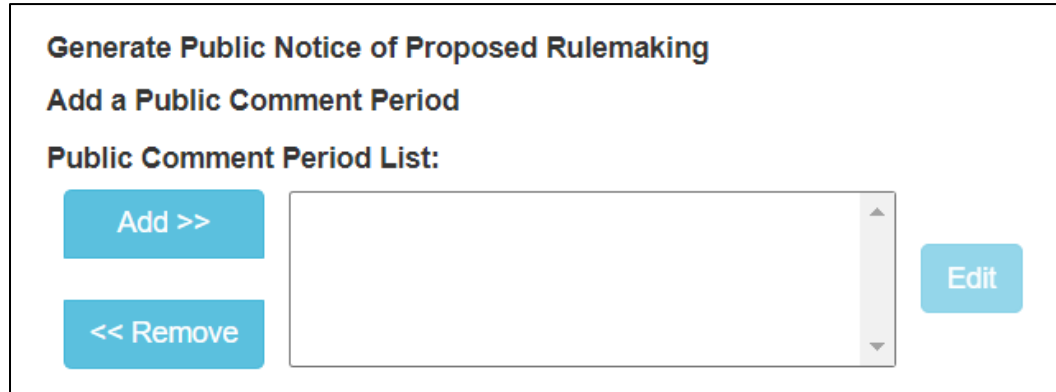 Generate Public Notice of Proposed Rulemaking
Add a Public Comment Period
Public Comment Period List:
Add >>
Edit
<< Remove